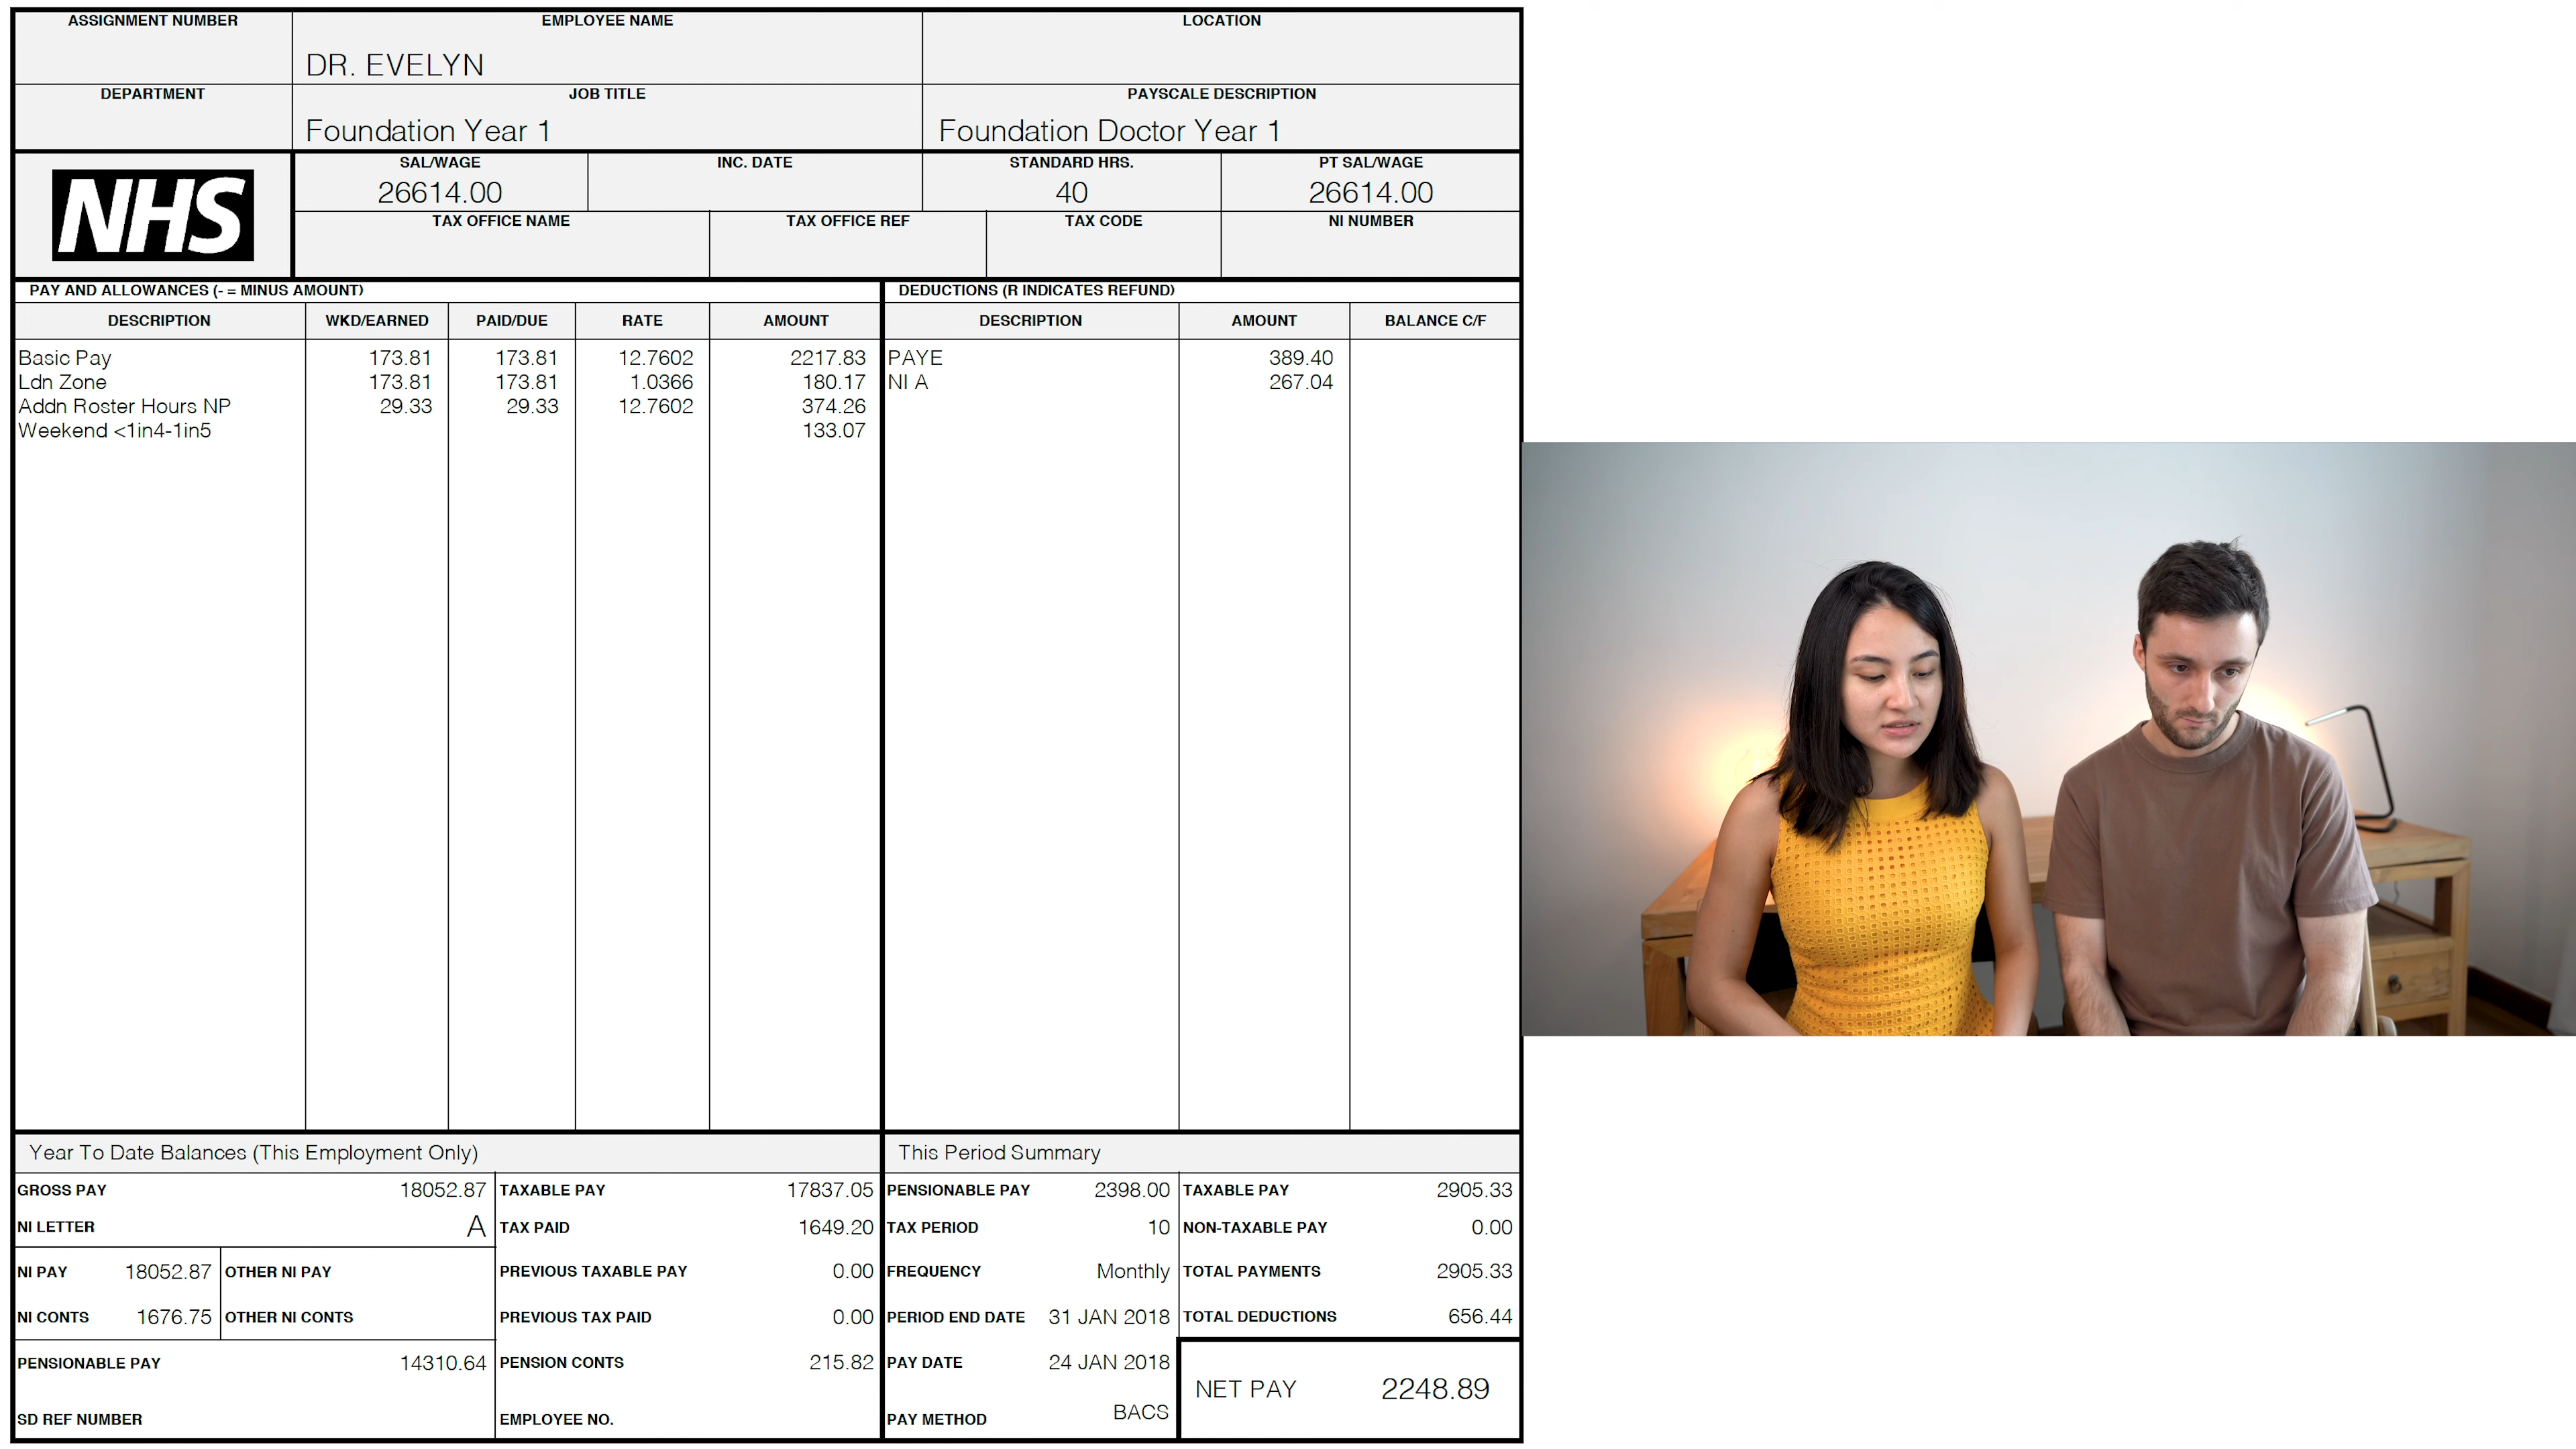 ASSIGNMENT NUMBER EMPLOYEE NAME LOCATION
DR. EVELYN
DEPARTMENT JOB TITLE PAYSCALE DESCRIPTION
Foundation Year 1 Foundation Doctor Year 1
NHS
SAL/WAGE INC. DATE STANDARD HRS. PT SAL/WAGE
26614.00 40 26614.00
TAX OFFICE NAME TAX OFFICE REF TAX CODE NI NUMBER
PAY AND ALLOWANCES (- = MINUS AMOUNT) DEDUCTIONS (R INDICATES REFUND)
DESCRIPTION WKD/EARNED PAID/DUE RATE AMOUNT DESCRIPTION AMOUNT BALANCE C/F
Basic Pay 173.81 173.81 12.7602 2217.83 PAYE 389.40
Ldn Zone 173.81 173.81 1.0366 180.17 NI A 267.04
Addn Roster Hours NP 29.33 29.33 12.7602 374.26
Weekend <1in4-1in5 133.07
Year To Date Balances (This Employment Only) This Period Summary
GROSS PAY 18052.87 TAXABLE PAY 17837.05 PENSIONABLE PAY 2398.00 TAXABLE PAY 2905.33
NI LETTER A TAX PAID 1649.20 TAX PERIOD 10 NON-TAXABLE PAY 0.00
NI PAY 18052.87 OTHER NI PAY PREVIOUS TAXABLE PAY 0.00 FREQUENCY Monthly TOTAL PAYMENTS 2905.33
NI CONTS 1676.75 OTHER NI CONTS PREVIOUS TAX PAID 0.00 PERIOD END DATE 31 JAN 2018 TOTAL DEDUCTIONS 656.44
PENSIONABLE PAY 14310.64 PENSION CONTS 215.82 PAY DATE 24 JAN 2018
NET PAY 2248.89
SD REF NUMBER EMPLOYEE NO. PAY METHOD BACS